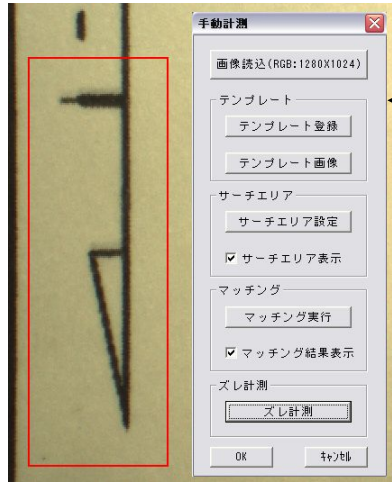 手動計測
画像読込(RGB:1280X1024)
テンプレート
テンプレート登録
テンプレート画像
サーチエリア
サーチエリア設定
サーチエリア表示
マッチング
マッチング実行
マッチング結果表示
ズレ計測
ズレ計測
OK
キャンセル